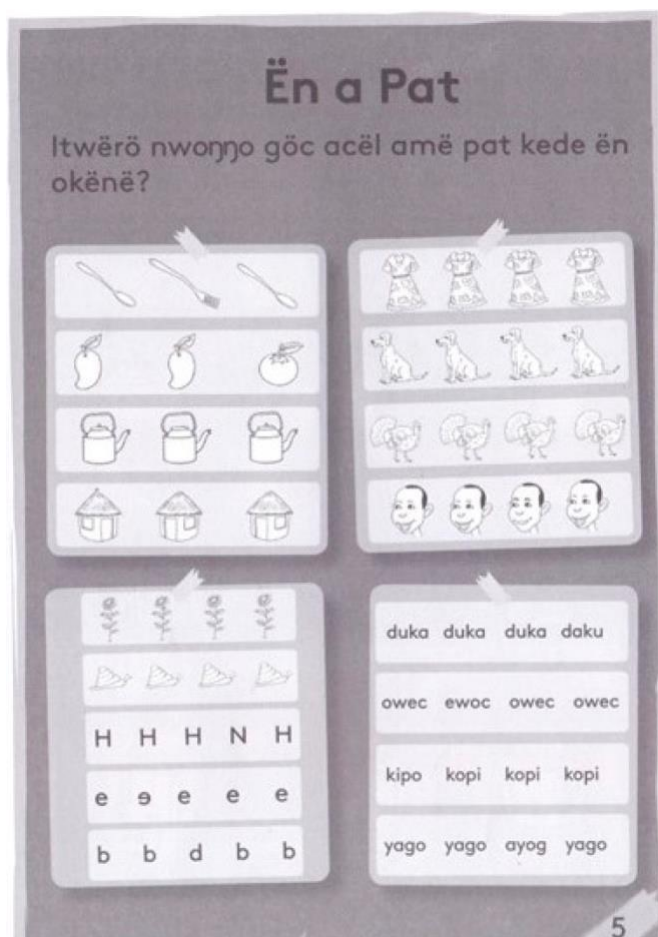 Ën a Pat
Itwërö nwoŋŋo göc acël amë pat kede ën
okënë?
H H H N H
e ɘ e e e
b b d b b
duka duka duka daku
owec ewoc owec owec
kipo kopi kopi kopi
yago yago ayog yago
5